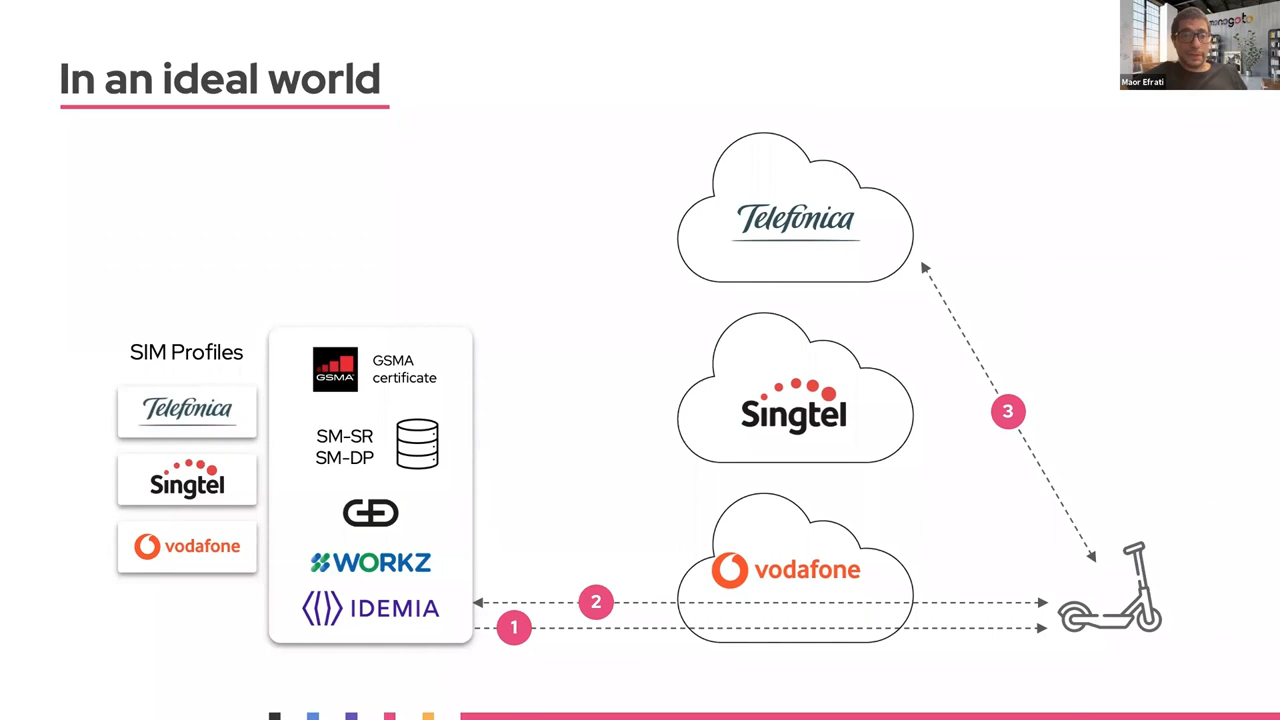 In an ideal world
monogoto
Maor Efrati
Telefónica
Singtel
vodafone
SIM Profiles
Telefónica
Singtel
vodafone
GSMA
GSMA
certificate
SM-SR
SM-DP
G+D
WORKZ
IDEMIA
1
2
3